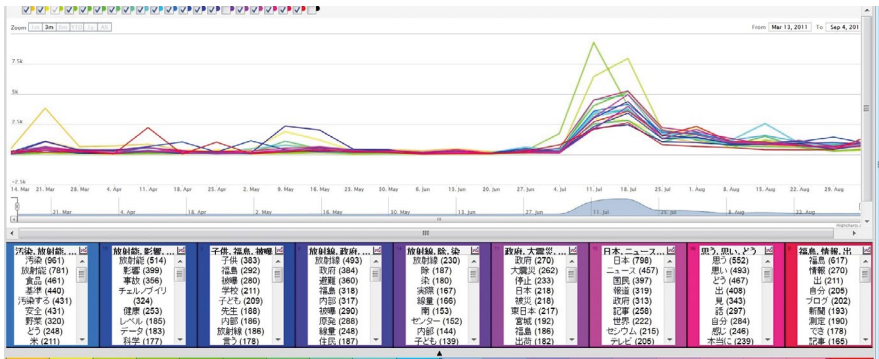 Zoom 1m 3m 6m YTD 1y All
From Mar 13, 2011 To Sep 4, 201
7.5k
5k
2.5k
-2.5k
14. Mar 21. Mar 28. Mar 4. Apr 11. Apr 18. Apr 25. Apr 2. May 9. May 16. May 23. May 30. May 6. Jun 13. Jun 20. Jun 27. Jun 4. Jul 11. Jul 18. Jul 25. Jul 1. Aug 8. Aug 15. Aug 22. Aug 29. Aug
21. Mar 4. Apr 18. Apr 2. May 16. May 30. May 13. Jun 27. Jun 11. Jul 25. Jul 8. Aug 22. Aug
汚染, 放射能, ...
汚染 (961)
放射能 (781)
食品 (461)
基準 (440)
汚染する (431)
安全 (431)
野菜 (320)
どう (248)
米 (211)
放射能, 影響, ...
放射能 (514)
影響 (399)
事故 (356)
チェルノブイリ
(324)
健康 (253)
レベル (185)
データ (183)
科学 (177)
子供, 福島, 被曝
子供 (383)
福島 (292)
被曝 (280)
学校 (211)
子ども (209)
先生 (188)
内部 (186)
放射線 (186)
言う (178)
放射線, 政府, ...
放射線 (493)
政府 (384)
避難 (360)
福島 (318)
内部 (317)
被曝 (290)
原発 (288)
線量 (248)
住民 (187)
放射線, 除, 染
放射線 (230)
除 (187)
染 (180)
実際 (167)
線量 (166)
南 (153)
センター (152)
内部 (144)
子ども (139)
政府, 大震災, ...
政府 (270)
大震災 (262)
停止 (233)
日本 (218)
被災 (218)
東日本 (217)
宮城 (192)
福島 (186)
出荷 (182)
日本, ニュース...
日本 (798)
ニュース (457)
国民 (397)
報道 (319)
政府 (313)
記事 (258)
世界 (222)
セシウム (215)
テレビ (205)
思う, 思い, どう
思う (552)
思い (493)
どう (467)
出 (408)
見 (343)
話 (297)
自分 (284)
感じ (246)
本当に (239)
福島, 情報, 出
福島 (617)
情報 (270)
出 (211)
自分 (205)
ブログ (202)
新聞 (193)
測定 (190)
でき (178)
記事 (165)